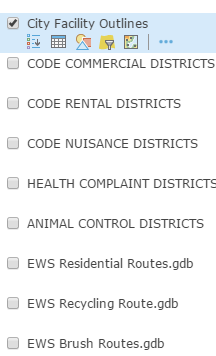 City Facility Outlines
CODE COMMERCIAL DISTRICTS
CODE RENTAL DISTRICTS
CODE NUISANCE DISTRICTS
HEALTH COMPLAINT DISTRICTS
ANIMAL CONTROL DISTRICTS
EWS Residential Routes.gdb
EWS Recycling Route.gdb
EWS Brush Routes.gdb